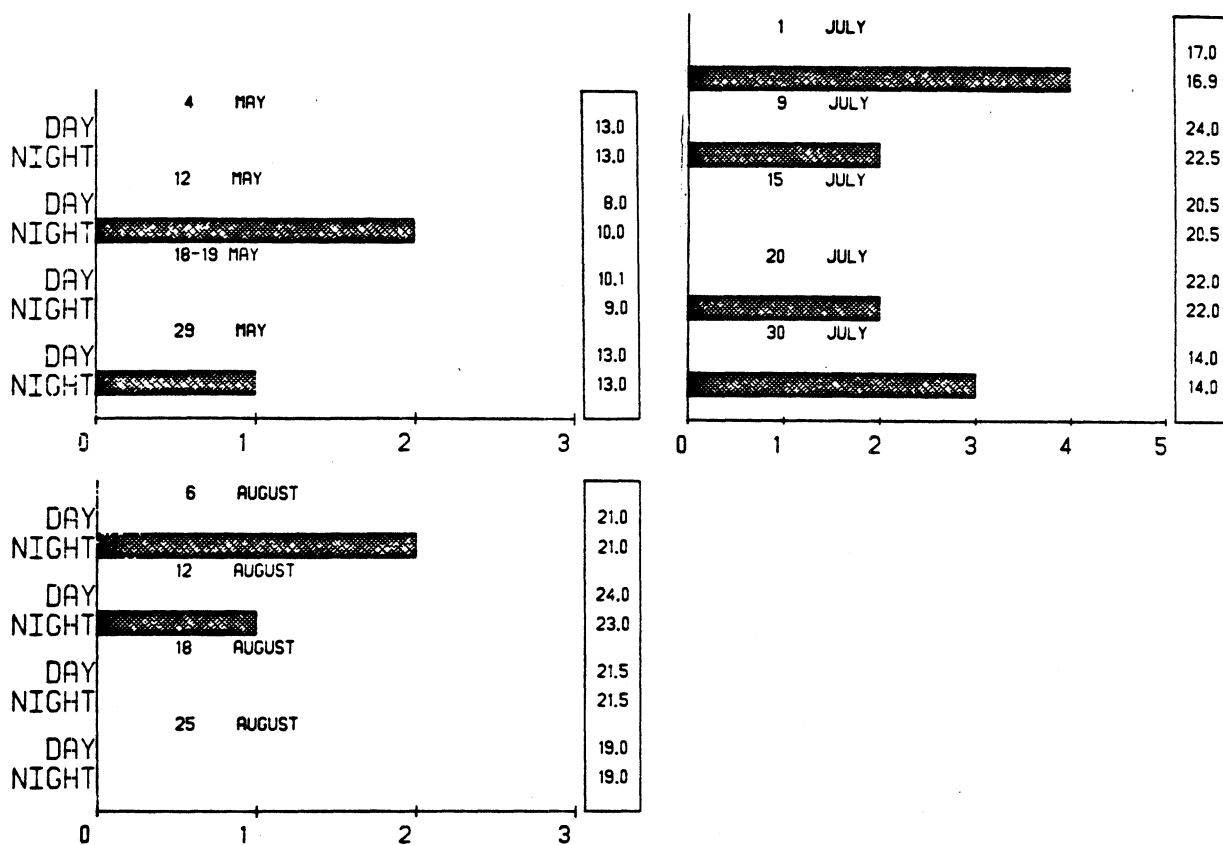 4 MAY
DAY 13.0
NIGHT 13.0
12 MAY
DAY 8.0
NIGHT 10.0
18-19 MAY
DAY 10.1
NIGHT 9.0
29 MAY
DAY 13.0
NIGHT 13.0
0 1 2 3
1 JULY
17.0
16.9
9 JULY
24.0
22.5
15 JULY
20.5
20.5
20 JULY
22.0
22.0
30 JULY
14.0
14.0
0 1 2 3 4 5
6 AUGUST
DAY 21.0
NIGHT 21.0
12 AUGUST
DAY 24.0
NIGHT 23.0
18 AUGUST
DAY 21.5
NIGHT 21.5
25 AUGUST
DAY 19.0
NIGHT 19.0
0 1 2 3